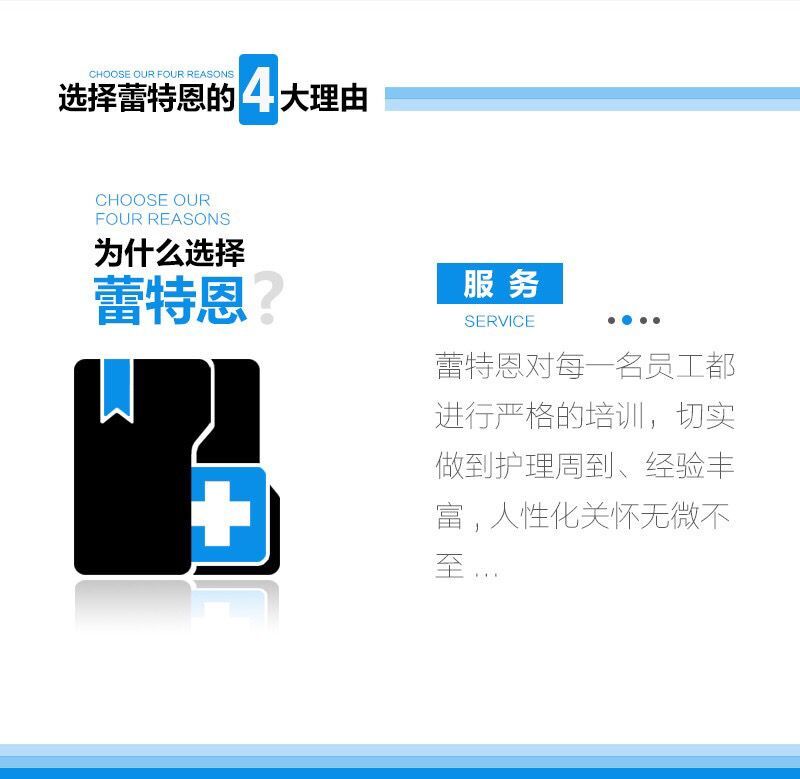 CHOOSE OUR FOUR REASONS
选择蕾特恩的4大理由
CHOOSE OUR
FOUR REASONS
为什么选择
蕾特恩?
服务
SERVICE
蕾特恩对每一名员工都
进行严格的培训，切实
做到护理周到、经验丰
富，人性化关怀无微不
至...